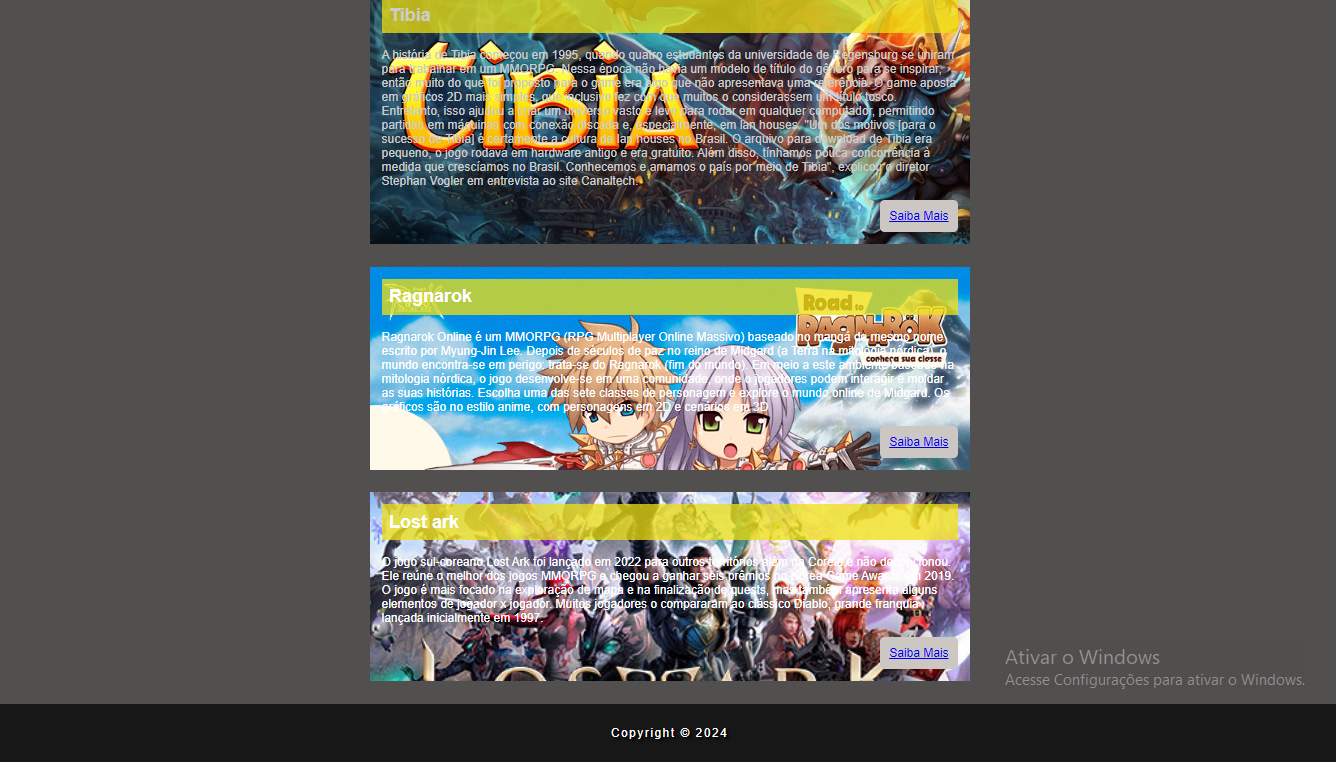 Tibia
A história de Tibia começou em 1995, quando quatro estudantes da universidade de Regensburg se uniram
para trabalhar em um MMORPG. Nessa época não havia um modelo de título do gênero para se inspirar,
então muito do que foi proposto para o game era algo que não apresentava uma referência. O game aposta
em gráficos 2D mais simples, que inclusive fez com que muitos o considerassem um título tosco.
Entretanto, isso ajudou a criar um universo vasto e leve para rodar em qualquer computador, permitindo
partidas em máquinas com conexão discada e, especialmente, em lan houses. "Um dos motivos [para o
sucesso de Tibia] é certamente a cultura de lan houses no Brasil. O arquivo para download de Tibia era
pequeno, o jogo rodava em hardware antigo e era gratuito. Além disso, tínhamos pouca concorrência à
medida que crescíamos no Brasil. Conhecemos e amamos o país por meio de Tibia", explicou o diretor
Stephan Vogler em entrevista ao site Canaltech.
TIBIA
Saiba Mais
Ragnarok
Road to
RAGNARÖK
conheça sua classe
Ragnarok Online é um MMORPG (RPG Multiplayer Online Massivo) baseado no mangá de mesmo nome
escrito por Myung-Jin Lee. Depois de séculos de paz no reino de Midgard (a Terra na mitologia nórdica), o
mundo encontra-se em perigo: trata-se do Ragnarok (fim do mundo). Em meio a este ambiente baseado na
mitologia nórdica, o jogo desenvolve-se em uma comunidade, onde o jogadores podem interagir e moldar
as suas histórias. Escolha uma das sete classes de personagem e explore o mundo online de Midgard. Os
gráficos são no estilo anime, com personagens em 2D e cenários em 3D
Saiba Mais
Lost ark
O jogo sul-coreano Lost Ark foi lançado em 2022 para outros territórios além da Coreia e não decepcionou.
Ele reúne o melhor dos jogos MMORPG e chegou a ganhar seis prêmios no Korea Game Awards em 2019.
O jogo é mais focado na exploração de mapa e na finalização de quests, mas também apresenta alguns
elementos de jogador x jogador. Muitos jogadores o compararam ao clássico Diablo, grande franquia
lançada inicialmente em 1997.
Saiba Mais
LOST ARK
Ativar o Windows
Acesse Configurações para ativar o Windows.
Copyright © 2024